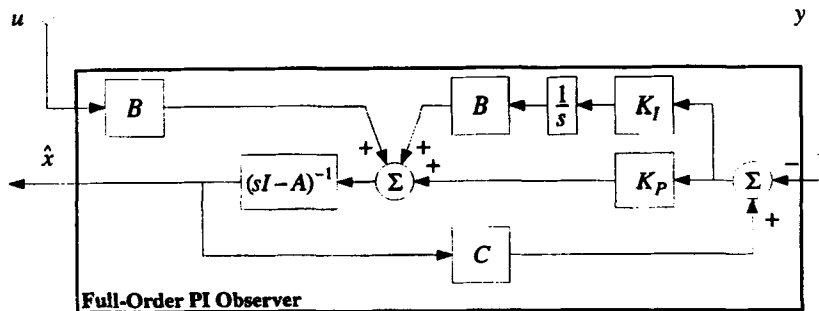 u
y
B
B
1/s
K_I
x̂
+
+
+
(sI – A)⁻¹
Σ
K_P
Σ
–
+
C
Full-Order PI Observer